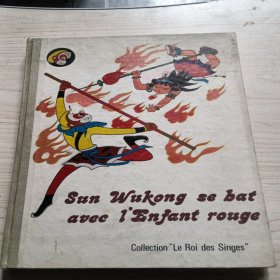 Sun Wukong se bat
avec l'Enfant rouge
Collection "Le Roi des Singes"